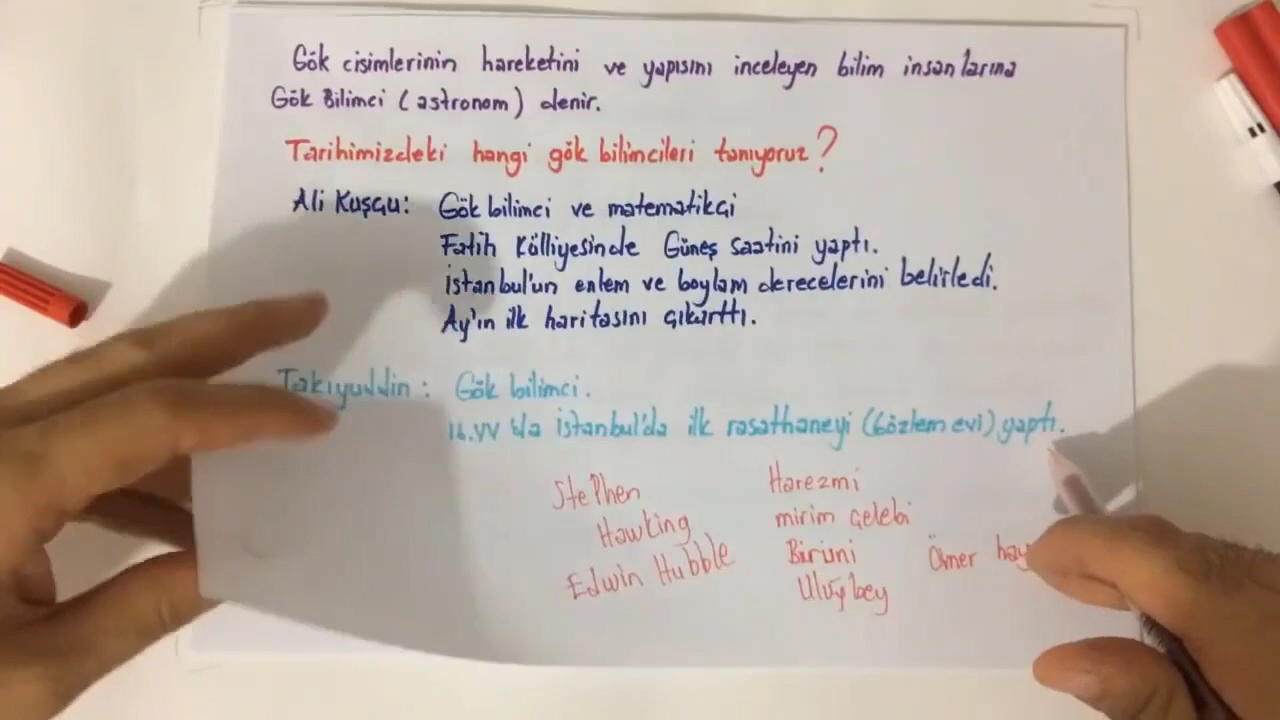 Gök cisimlerinin hareketini ve yapısını inceleyen bilim insanlarına
Gök Bilimci (astronom) denir.
Tarihimizdeki hangi gök bilimcileri tanıyoruz?
Ali Kuşçu: Gök bilimci ve matematikçi
Fatih Külliyesinde Güneş saatini yaptı.
İstanbul'un enlem ve boylam derecelerini belirledi.
Ay'ın ilk haritasını çıkarttı.
Takıyuddin: Gök bilimci.
16.yy da İstanbul'da ilk rasathaneyi (Gözlem evi) yaptı.
Stephen
Hawking
Edwin Hubble
Harezmi
mirim Çelebi
Biruni
Uluğbey
Ömer